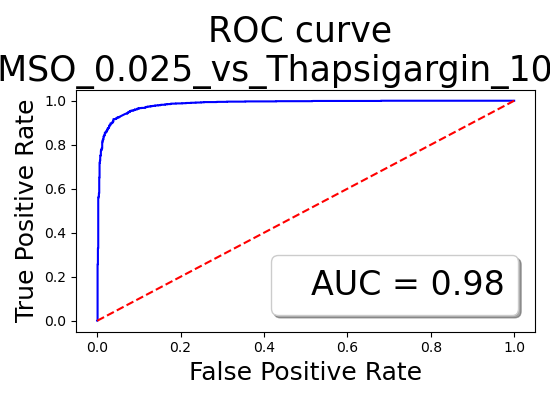 ROC curve
MSO_0.025_vs_Thapsigargin_10
True Positive Rate
1.0
0.8
0.6
0.4
0.2
0.0
AUC = 0.98
0.0 0.2 0.4 0.6 0.8 1.0
False Positive Rate